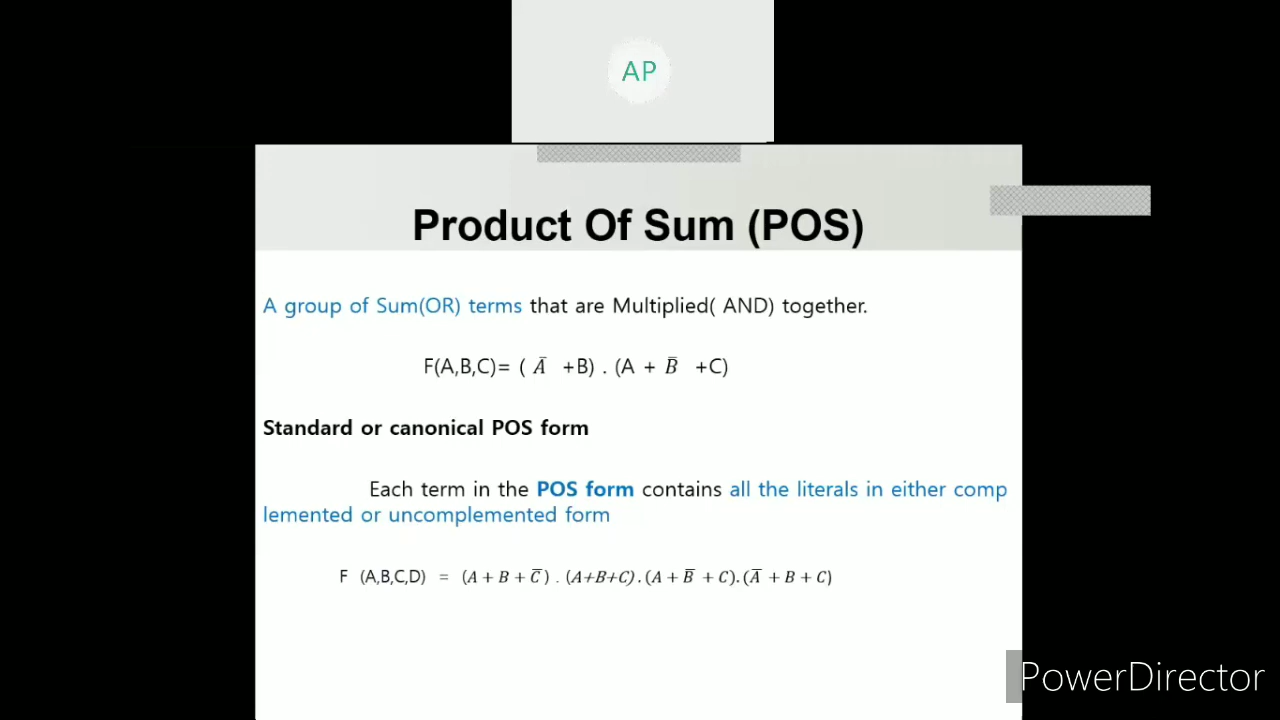 AP
Product Of Sum (POS)
A group of Sum(OR) terms that are Multiplied( AND) together.
F(A,B,C)= ( A̅ +B) . (A + B̅ +C)
Standard or canonical POS form
Each term in the POS form contains all the literals in either comp
lemented or uncomplemented form
F (A,B,C,D) = (A + B + C̅) . (A+B+C). (A + B̅ + C). (A̅ + B + C)
PowerDirector